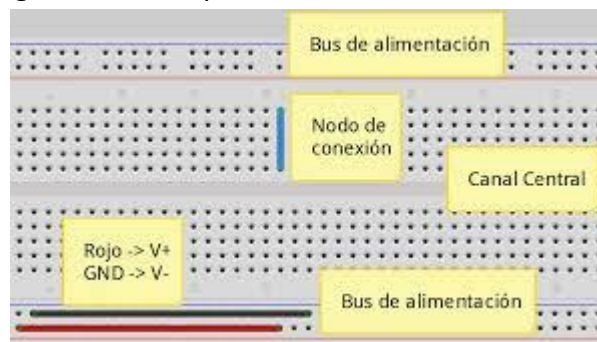 Bus de alimentación
Nodo de
conexión
Canal Central
Rojo -> V+
GND -> V-
Bus de alimentación